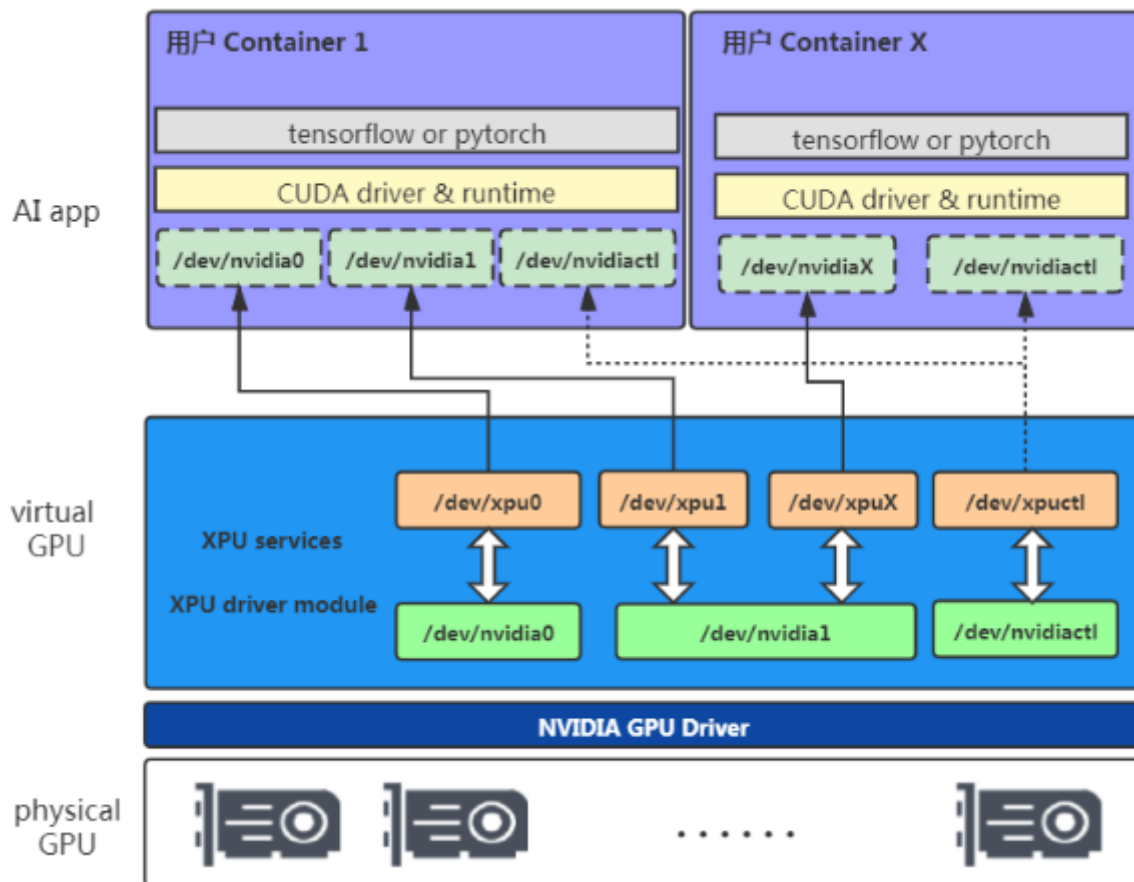 用户 Container 1
用户 Container X
tensorflow or pytorch
tensorflow or pytorch
CUDA driver & runtime
CUDA driver & runtime
AI app
/dev/nvidia0
/dev/nvidia1
/dev/nvidiactl
/dev/nvidiaX
/dev/nvidiactl
/dev/xpu0
/dev/xpu1
/dev/xpuX
/dev/xpuctl
virtual
GPU
XPU services
XPU driver module
/dev/nvidia0
/dev/nvidia1
/dev/nvidiactl
NVIDIA GPU Driver
physical
GPU
······